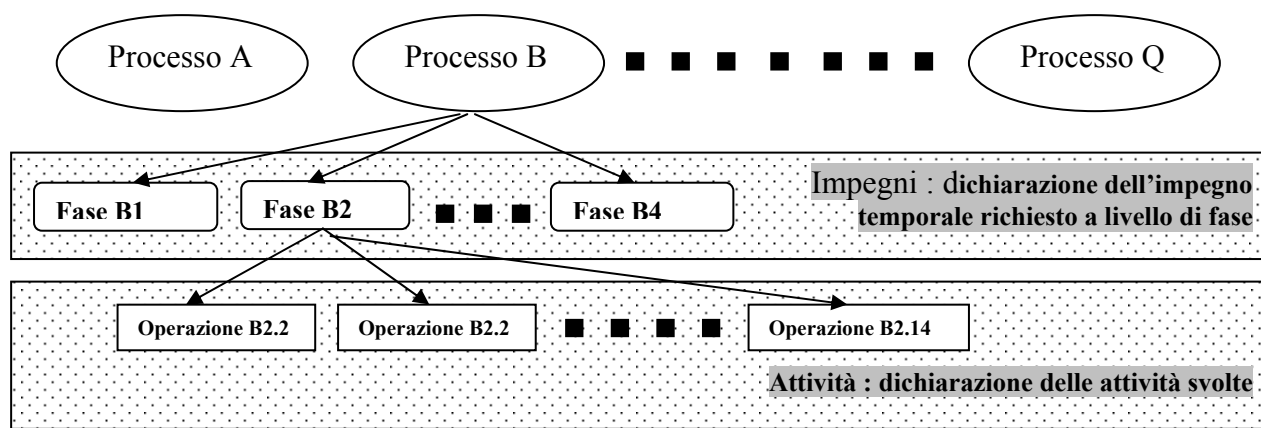 Processo A
Processo B
Processo Q
Impegni : dichiarazione dell’impegno
temporale richiesto a livello di fase
Fase B1
Fase B2
Fase B4
Operazione B2.2
Operazione B2.2
Operazione B2.14
Attività : dichiarazione delle attività svolte